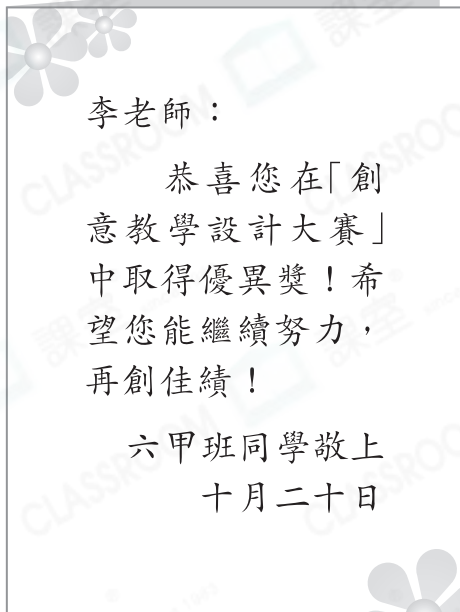 李老師：
恭喜您在「創
意教學設計大賽」
中取得優異獎！希
望您能繼續努力，
再創佳績！
六甲班同學敬上
十月二十日